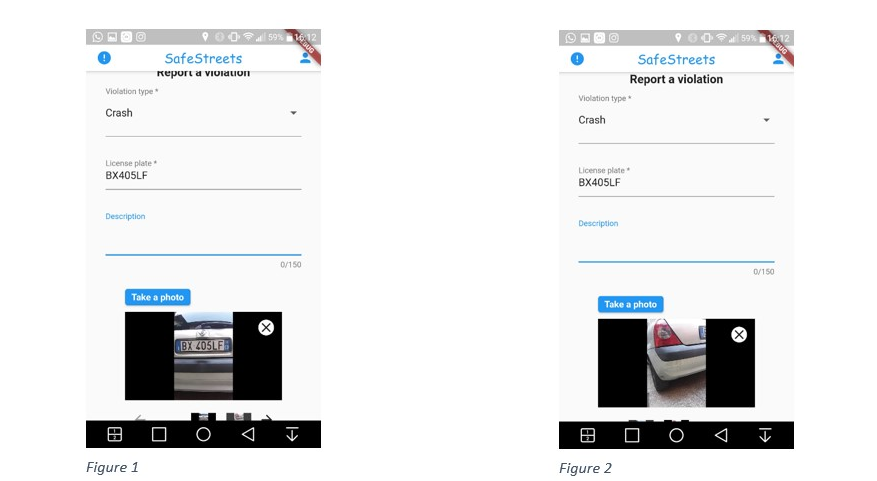 59% 16:12
SafeStreets
Report a violation
Violation type *
Crash
License plate *
BX405LF
Description
0/150
Take a photo
BX 405LF
Figure 1
59% 16:12
SafeStreets
Report a violation
Violation type *
Crash
License plate *
BX405LF
Description
0/150
Take a photo
Figure 2